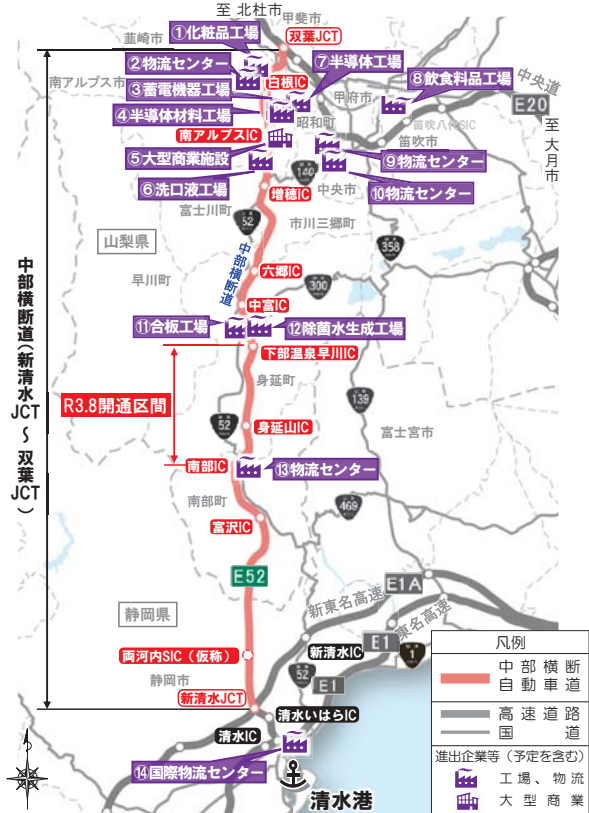 至 北杜市
甲斐市
韮崎市
①化粧品工場
双葉JCT
②物流センター
⑦半導体工場
白根IC
⑧飲食料品工場
南アルプス市
③蓄電機器工場
甲府市
中央道
E20
④半導体材料工場
昭和町
笛吹八代SIC
南アルプスIC
笛吹市
至 大月市
⑤大型商業施設
⑨物流センター
⑥洗口液工場
140
⑩物流センター
中央市
増穂IC
富士川町
52
市川三郷町
山梨県
358
中部横断道
六郷IC
早川町
300
中富IC
⑪合板工場
⑫除菌水生成工場
下部温泉早川IC
身延町
R3.8開通区間
139
52
身延山IC
富士宮市
南部IC
⑬物流センター
南部町
469
富沢IC
中部横断道(新清水JCT~双葉JCT)
E52
E1A
新東名高速
静岡県
E1
東名高速
1
両河内SIC(仮称)
新清水IC
静岡市
52
E1
新清水JCT
清水いはらIC
清水IC
⑭国際物流センター
清水港
凡例
中部横断
自動車道
高速道路
国道
進出企業等(予定を含む)
工場、物流
大型商業